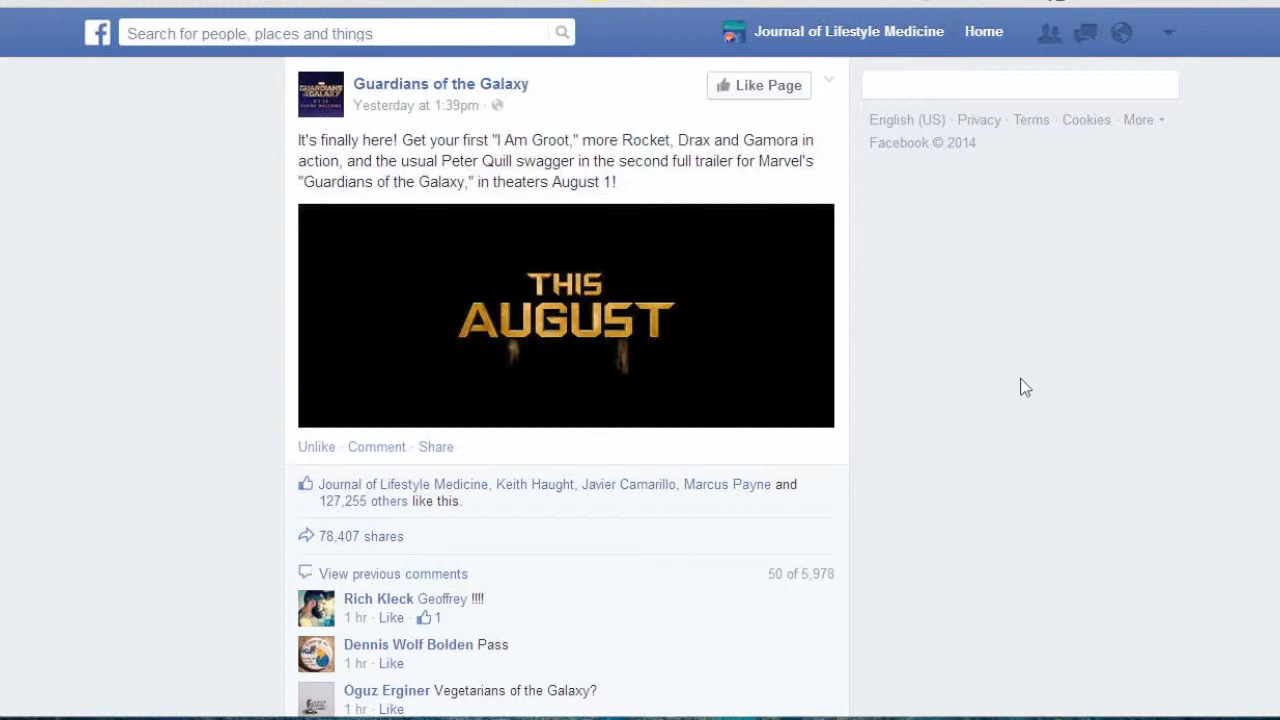 Search for people, places and things
Journal of Lifestyle Medicine Home
Guardians of the Galaxy
Like Page
Yesterday at 1:39pm ·
It's finally here! Get your first "I Am Groot," more Rocket, Drax and Gamora in
action, and the usual Peter Quill swagger in the second full trailer for Marvel's
"Guardians of the Galaxy," in theaters August 1!
THIS
AUGUST
Unlike · Comment · Share
Journal of Lifestyle Medicine, Keith Haught, Javier Camarillo, Marcus Payne and
127,255 others like this.
78,407 shares
View previous comments 50 of 5,978
Rich Kleck Geoffrey !!!!
1 hr · Like · 1
Dennis Wolf Bolden Pass
1 hr · Like
Oguz Erginer Vegetarians of the Galaxy?
1 hr · Like
English (US) · Privacy · Terms · Cookies · More
Facebook © 2014